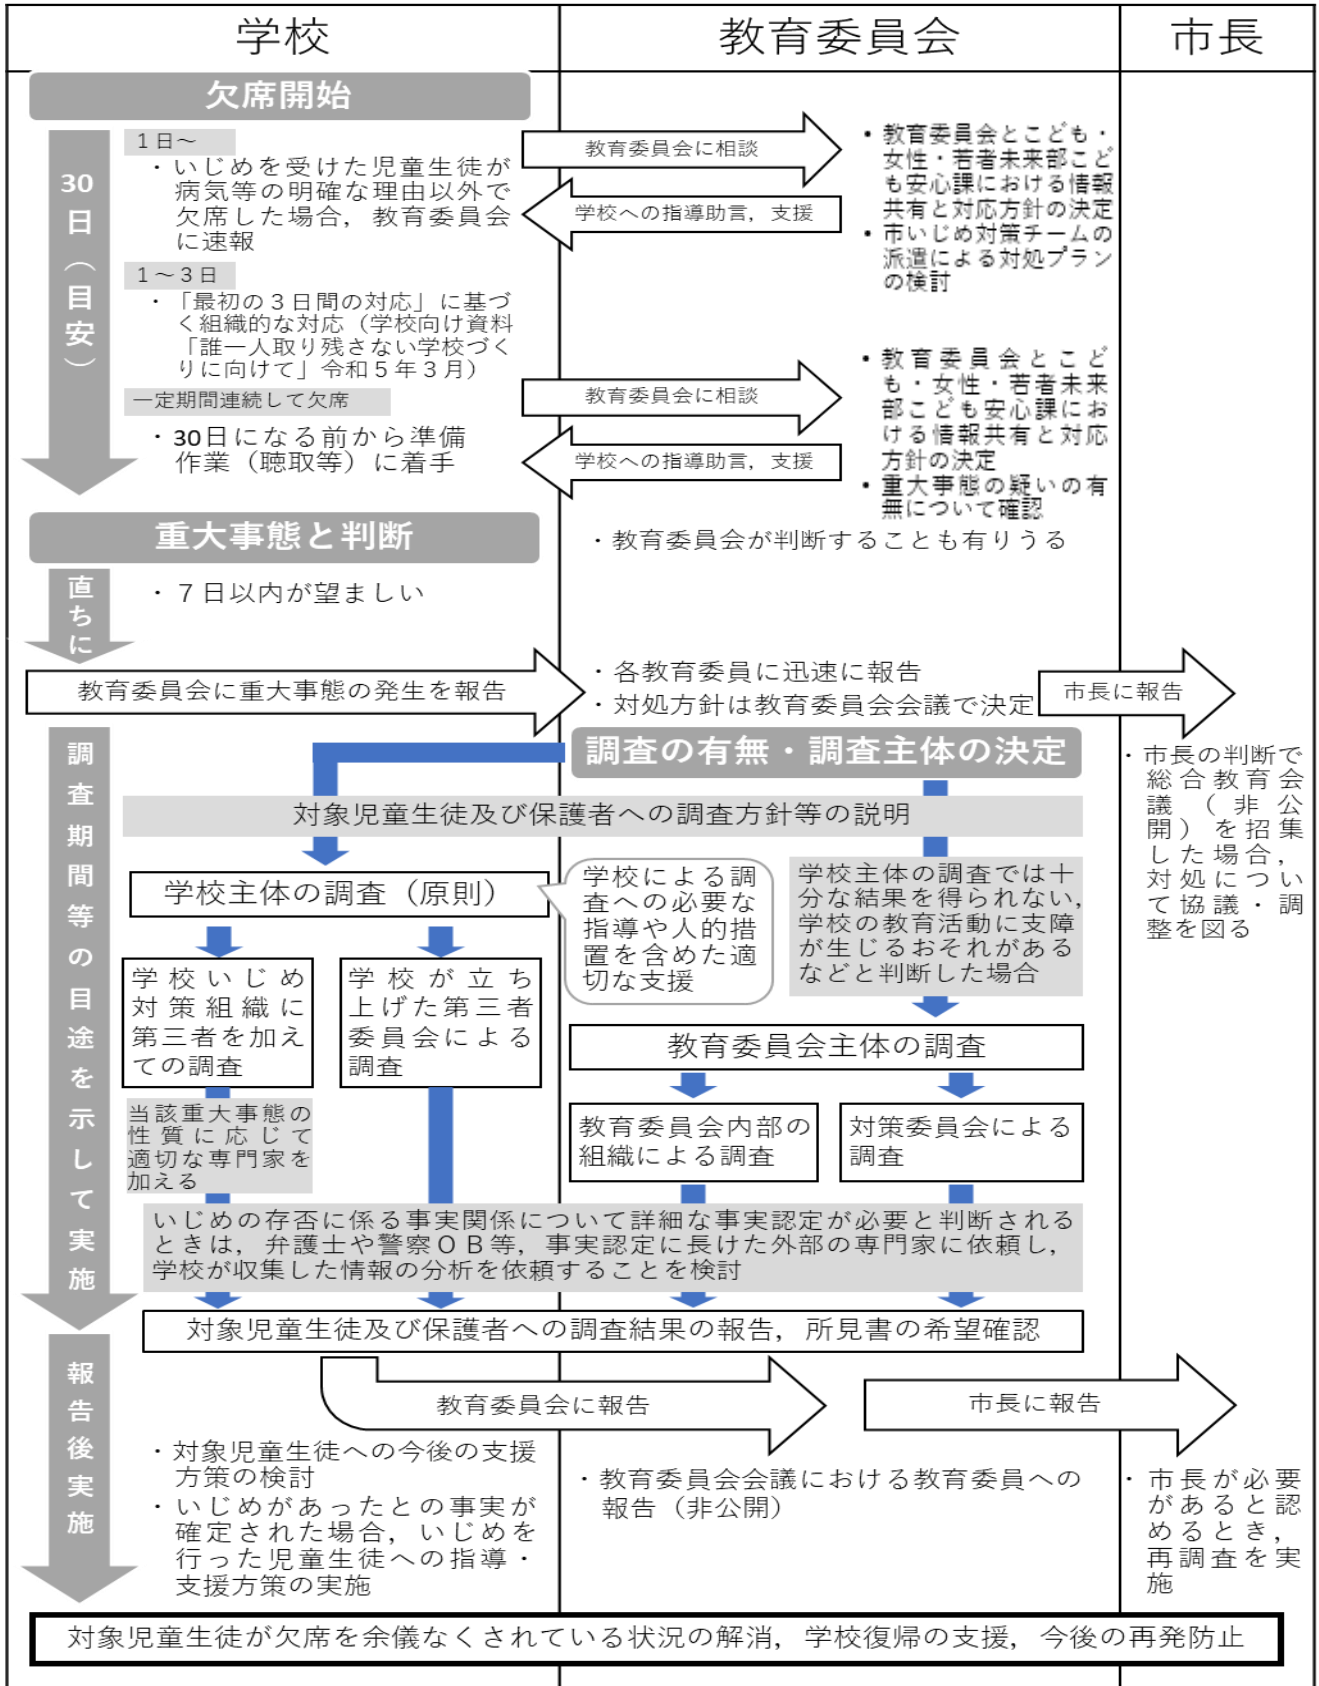 学校
教育委員会
市長
欠席開始
30日（目安）
1日～
・いじめを受けた児童生徒が
病気等の明確な理由以外で
欠席した場合，教育委員会
に速報
教育委員会に相談
学校への指導助言，支援
・教育委員会とこども・
女性・若者未来部こど
も安心課における情報
共有と対応方針の決定
・市いじめ対策チームの
派遣による対処プラン
の検討
1～3日
・「最初の3日間の対応」に基づ
く組織的な対応（学校向け資料
「誰一人取り残さない学校づく
りに向けて」令和5年3月）
一定期間連続して欠席
・30日になる前から準備
作業（聴取等）に着手
教育委員会に相談
学校への指導助言，支援
・教育委員会とこど
も・女性・若者未来
部こども安心課にお
ける情報共有と対応
方針の決定
・重大事態の疑いの有
無について確認
重大事態と判断
・教育委員会が判断することも有りうる
直ちに
・7日以内が望ましい
教育委員会に重大事態の発生を報告
・各教育委員に迅速に報告
・対処方針は教育委員会会議で決定
市長に報告
調査期間等の目途を示して実施
調査の有無・調査主体の決定
・市長の判断で
総合教育会
議（非公
開）を招集
した場合，
対処につい
て協議・調
整を図る
対象児童生徒及び保護者への調査方針等の説明
学校主体の調査（原則）
学校による調
査への必要な
指導や人的措
置を含めた適
切な支援
学校主体の調査では十
分な結果を得られない，
学校の教育活動に支障
が生じるおそれがある
などと判断した場合
学校いじめ
対策組織に
第三者を加え
ての調査
学校が立ち
上げた第三者
委員会による
調査
教育委員会主体の調査
当該重大事態の
性質に応じて
適切な専門家を
加える
教育委員会内部の
組織による調査
対策委員会による
調査
いじめの存否に係る事実関係について詳細な事実認定が必要と判断される
ときは，弁護士や警察ＯＢ等，事実認定に長けた外部の専門家に依頼し，
学校が収集した情報の分析を依頼することを検討
対象児童生徒及び保護者への調査結果の報告，所見書の希望確認
報告後実施
教育委員会に報告
市長に報告
・対象児童生徒への今後の支援
方策の検討
・いじめがあったとの事実が
確定された場合，いじめを
行った児童生徒への指導・
支援方策の実施
・教育委員会会議における教育委員への
報告（非公開）
・市長が必要
があると認
めるとき，
再調査を実
施
対象児童生徒が欠席を余儀なくされている状況の解消，学校復帰の支援，今後の再発防止